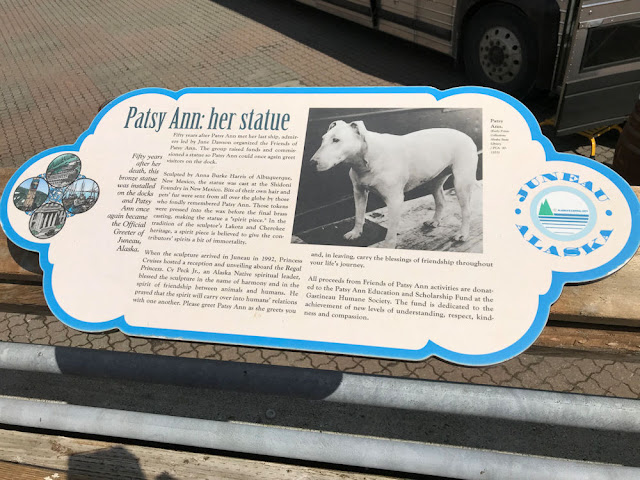 Patsy Ann: her statue
Fifty years
after her
death, this
bronze statue
was installed
on the docks
and Patsy
Ann once
again became
the Official
Greeter of
Juneau,
Alaska.
Fifty years after Patsy Ann met her last ship, admir-
ers led by June Dawson organized the Friends of
Patsy Ann. The group raised funds and commis-
sioned a statue so Patsy Ann could once again greet
visitors on the dock.
Sculpted by Anna Burke Harris of Albuquerque,
New Mexico, the statue was cast at the Shidoni
Foundry in New Mexico. Bits of their own hair and
pets' fur were sent from all over the globe by those
who fondly remembered Patsy Ann. Those tokens
were pressed into the wax before the final brass
casting, making the statue a "spirit piece." In the
tradition of the sculptor's Lakota and Cherokee
heritage, a spirit piece is believed to give the con-
tributors' spirits a bit of immortality.
When the sculpture arrived in Juneau in 1992, Princess
Cruises hosted a reception and unveiling aboard the Regal
Princess. Cy Peck Jr., an Alaska Native spiritual leader,
blessed the sculpture in the name of harmony and in the
spirit of friendship between animals and humans. He
prayed that the spirit will carry over into humans' relations
with one another. Please greet Patsy Ann as she greets you
and, in leaving, carry the blessings of friendship throughout
your life's journey.
All proceeds from Friends of Patsy Ann activities are donat-
ed to the Patsy Ann Education and Scholarship Fund at the
Gastineau Humane Society. The fund is dedicated to the
achievement of new levels of understanding, respect, kind-
ness and compassion.
Patsy
Ann.
JUNEAU,
ALASKA